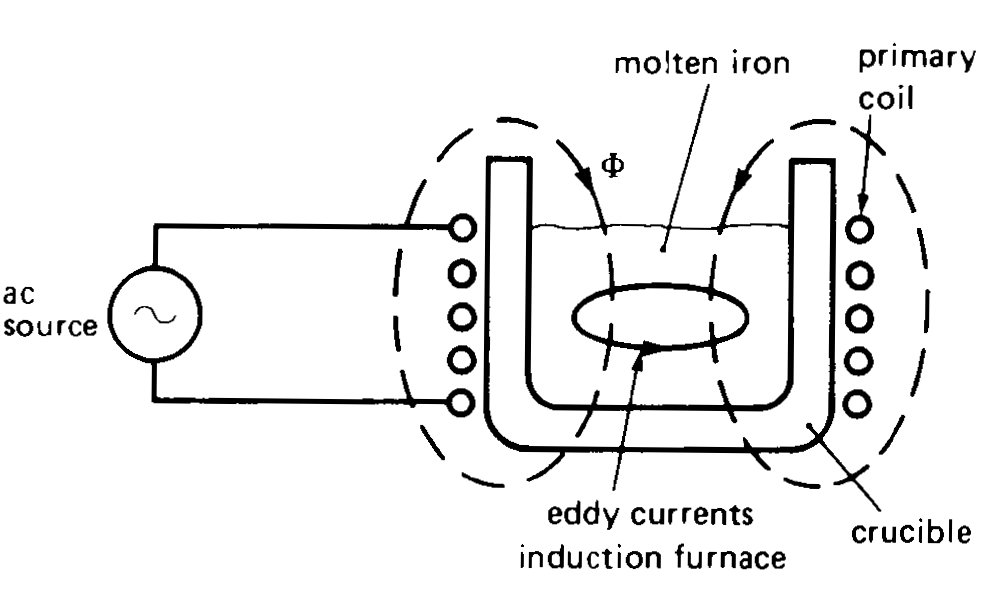 molten iron
primary
coil
Φ
ac
source
eddy currents
induction furnace
crucible